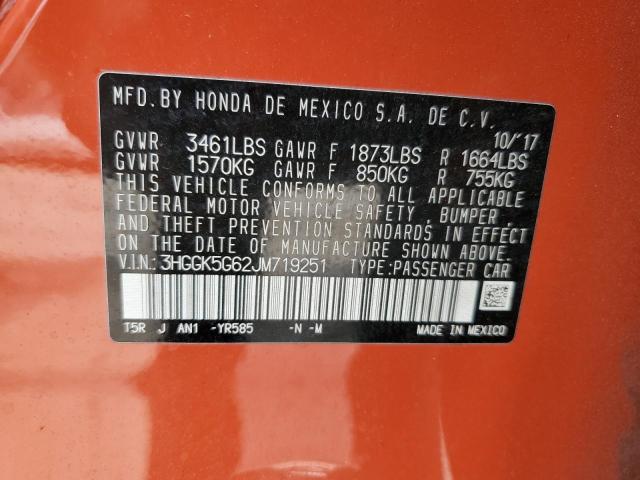 MFD.BY HONDA DE MEXICO S.A. DE C.V.
10/17
GVWR 3461LBS GAWR F 1873LBS R 1664LBS
GVWR 1570KG GAWR F 850KG R 755KG
THIS VEHICLE CONFORMS TO ALL APPLICABLE
FEDERAL MOTOR VEHICLE SAFETY, BUMPER,
AND THEFT PREVENTION STANDARDS IN EFFECT
ON THE DATE OF MANUFACTURE SHOWN ABOVE.
V.I.N.: 3HGGK5G62JM719251 TYPE:PASSENGER CAR
T5R J AN1 -YR585 -N -M MADE IN MEXICO